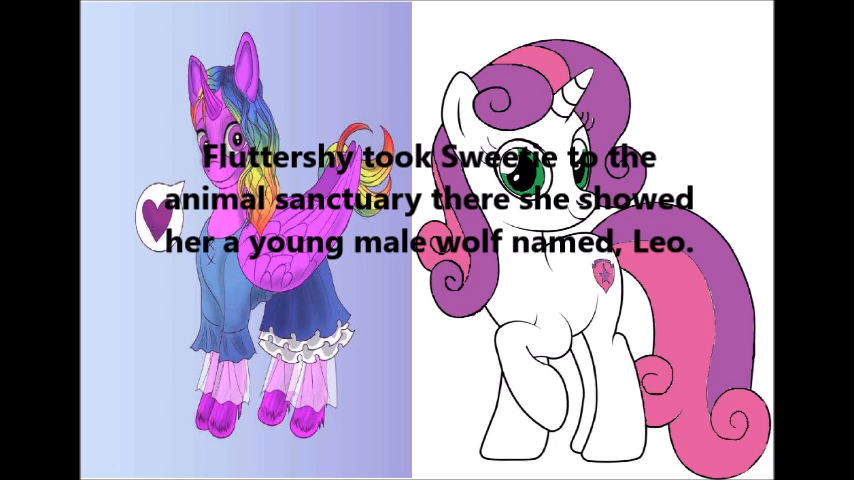 Fluttershy took Sweetie to the
animal sanctuary there she showed
her a young male wolf named, Leo.